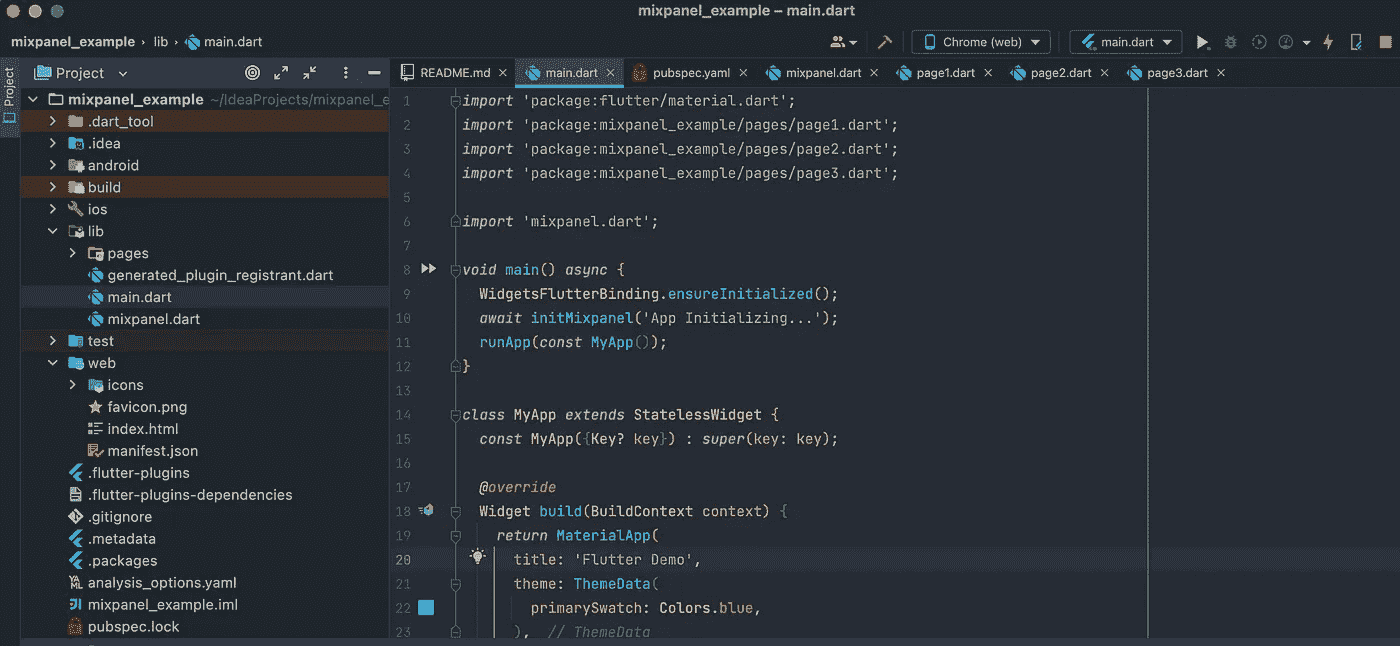 mixpanel_example – main.dart
mixpanel_example › lib › main.dart
Chrome (web)
main.dart
Project
Project
mixpanel_example ~/IdeaProjects/mixpanel_e
.dart_tool
.idea
android
build
ios
lib
pages
generated_plugin_registrant.dart
main.dart
mixpanel.dart
test
web
icons
favicon.png
index.html
manifest.json
.flutter-plugins
.flutter-plugins-dependencies
.gitignore
.metadata
.packages
analysis_options.yaml
mixpanel_example.iml
pubspec.lock
README.md
main.dart
pubspec.yaml
mixpanel.dart
page1.dart
page2.dart
page3.dart
1 import 'package:flutter/material.dart';
2 import 'package:mixpanel_example/pages/page1.dart';
3 import 'package:mixpanel_example/pages/page2.dart';
4 import 'package:mixpanel_example/pages/page3.dart';
5
6 import 'mixpanel.dart';
7
8 void main() async {
9 WidgetsFlutterBinding.ensureInitialized();
10 await initMixpanel('App Initializing...');
11 runApp(const MyApp());
12 }
13
14 class MyApp extends StatelessWidget {
15 const MyApp({Key? key}) : super(key: key);
16
17 @override
18 Widget build(BuildContext context) {
19 return MaterialApp(
20 title: 'Flutter Demo',
21 theme: ThemeData(
22 primarySwatch: Colors.blue,
23 ), // ThemeData